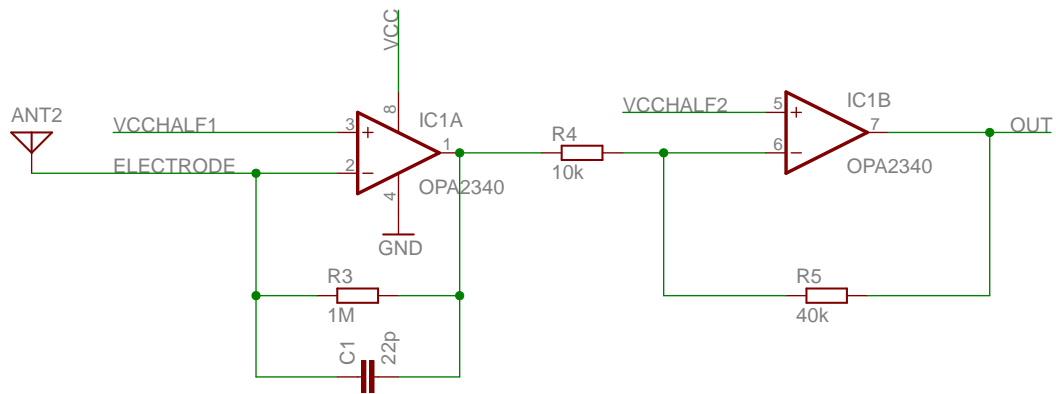 VCC
ANT2
VCCHALF1
ELECTRODE
3
2
+
−
8
4
1
IC1A
OPA2340
GND
R3
1M
C1
22p
R4
10k
VCCHALF2
5
6
+
−
7
IC1B
OPA2340
OUT
R5
40k